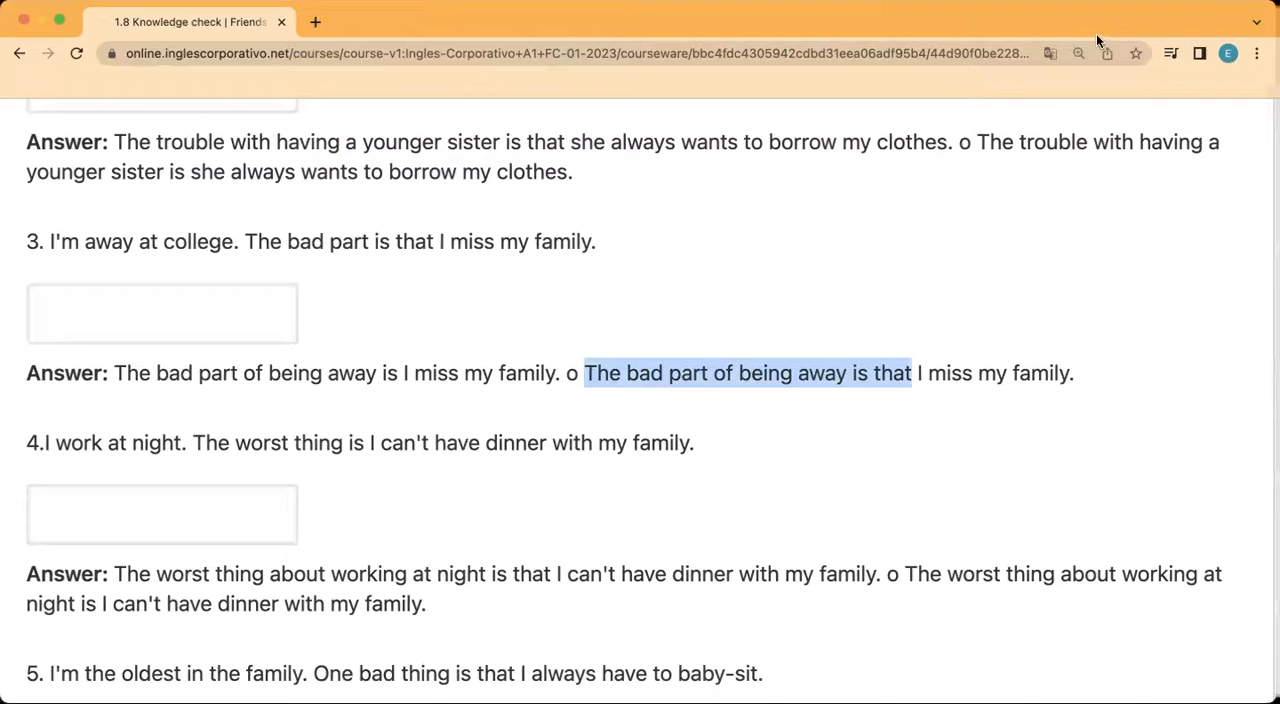 1.8 Knowledge check | Friends
online.inglescorporativo.net/courses/course-v1:Ingles-Corporativo+A1+FC-01-2023/courseware/bbc4fdc4305942cdbd31eea06adf95b4/44d90f0be228...
E
Answer: The trouble with having a younger sister is that she always wants to borrow my clothes. o The trouble with having a
younger sister is she always wants to borrow my clothes.
3. I'm away at college. The bad part is that I miss my family.
Answer: The bad part of being away is I miss my family. o The bad part of being away is that I miss my family.
4.I work at night. The worst thing is I can't have dinner with my family.
Answer: The worst thing about working at night is that I can't have dinner with my family. o The worst thing about working at
night is I can't have dinner with my family.
5. I'm the oldest in the family. One bad thing is that I always have to baby-sit.